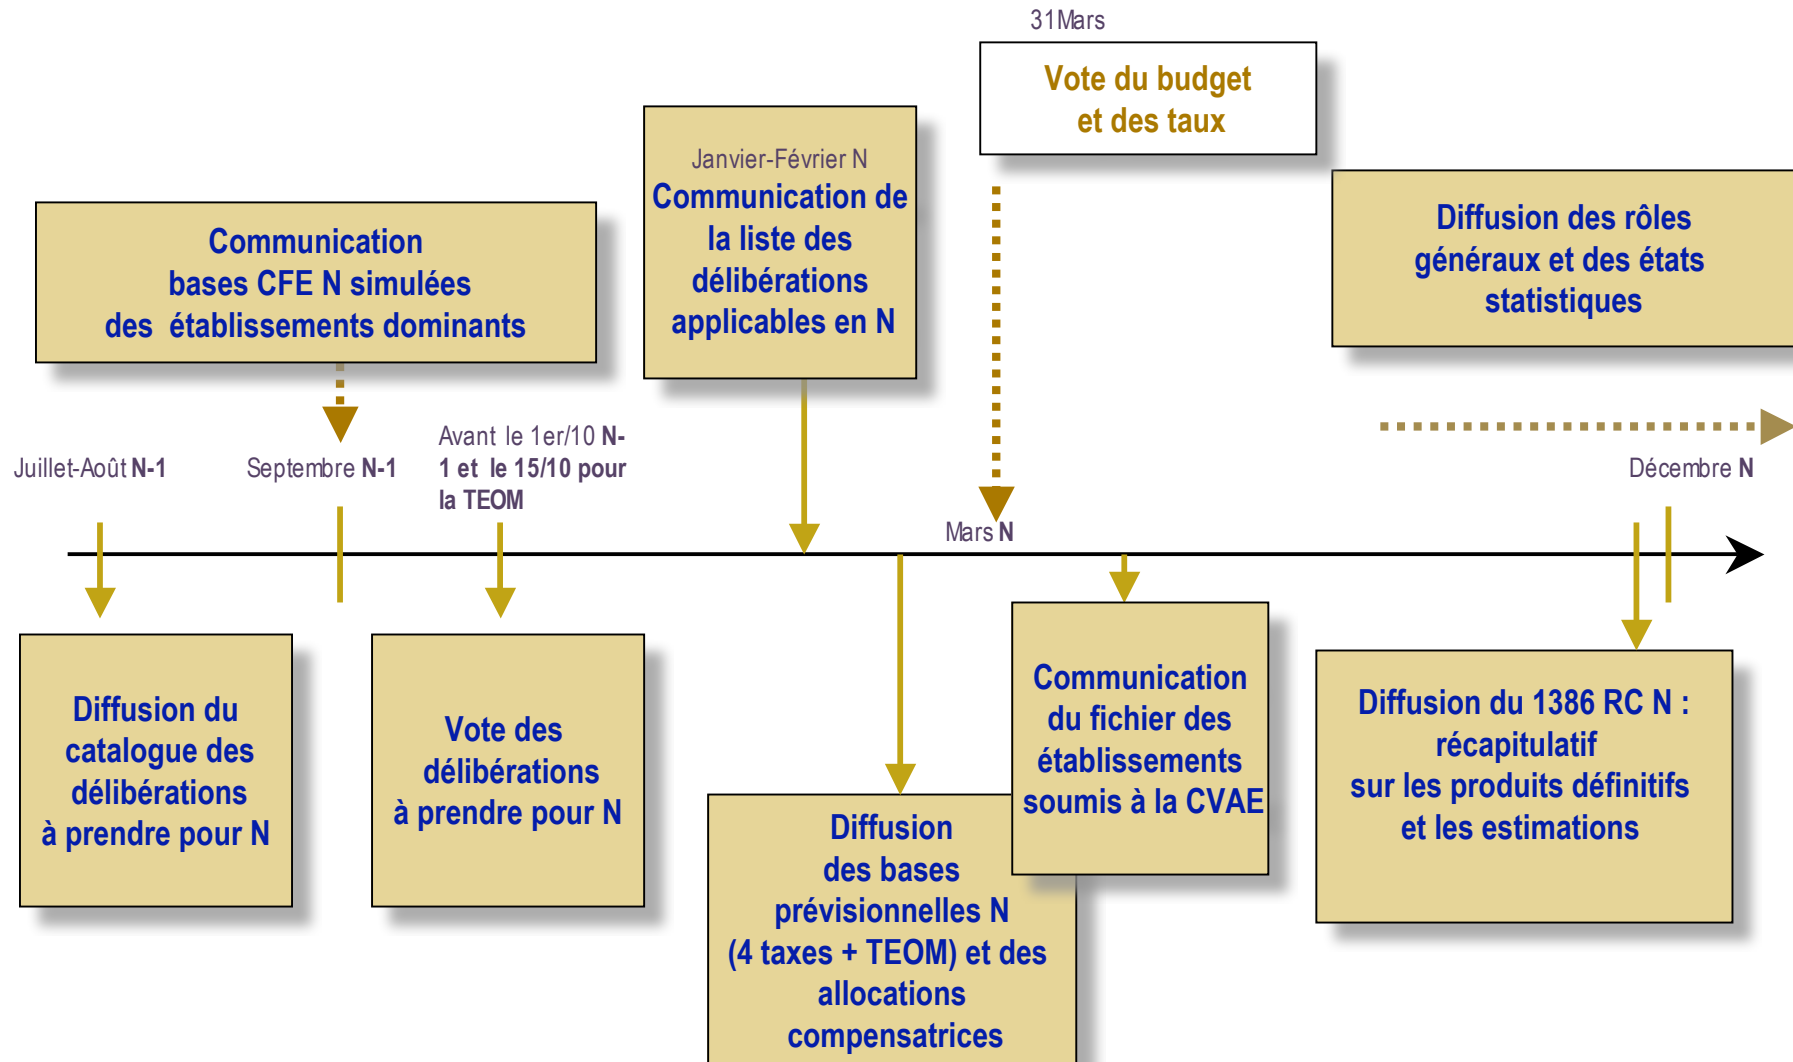 31Mars
Vote du budget
et des taux
Janvier-Février N
Communication de
la liste des
délibérations
applicables en N
Communication
bases CFE N simulées
des établissements dominants
Diffusion des rôles
généraux et des états
statistiques
Juillet-Août N-1
Septembre N-1
Avant le 1er/10 N-
1 et le 15/10 pour
la TEOM
Mars N
Décembre N
Diffusion du
catalogue des
délibérations
à prendre pour N
Vote des
délibérations
à prendre pour N
Diffusion
des bases
prévisionnelles N
(4 taxes + TEOM) et des
allocations
compensatrices
Communication
du fichier des
établissements
soumis à la CVAE
Diffusion du 1386 RC N :
récapitulatif
sur les produits définitifs
et les estimations